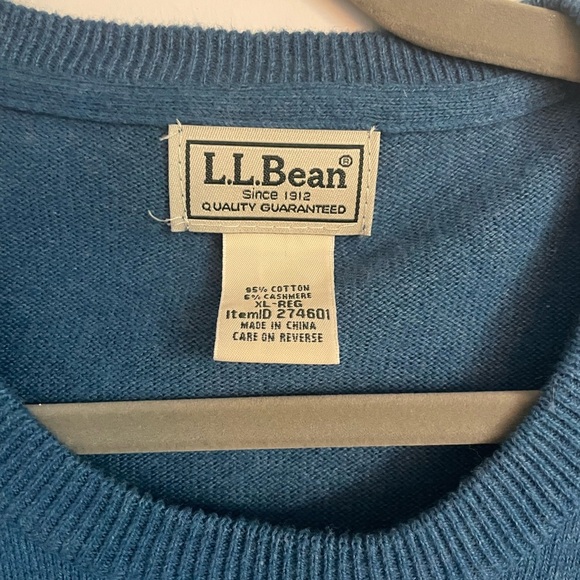 L.L.Bean®
Since 1912
QUALITY GUARANTEED
95% COTTON
5% CASHMERE
XL-REG
ItemID 274601
MADE IN CHINA
CARE ON REVERSE